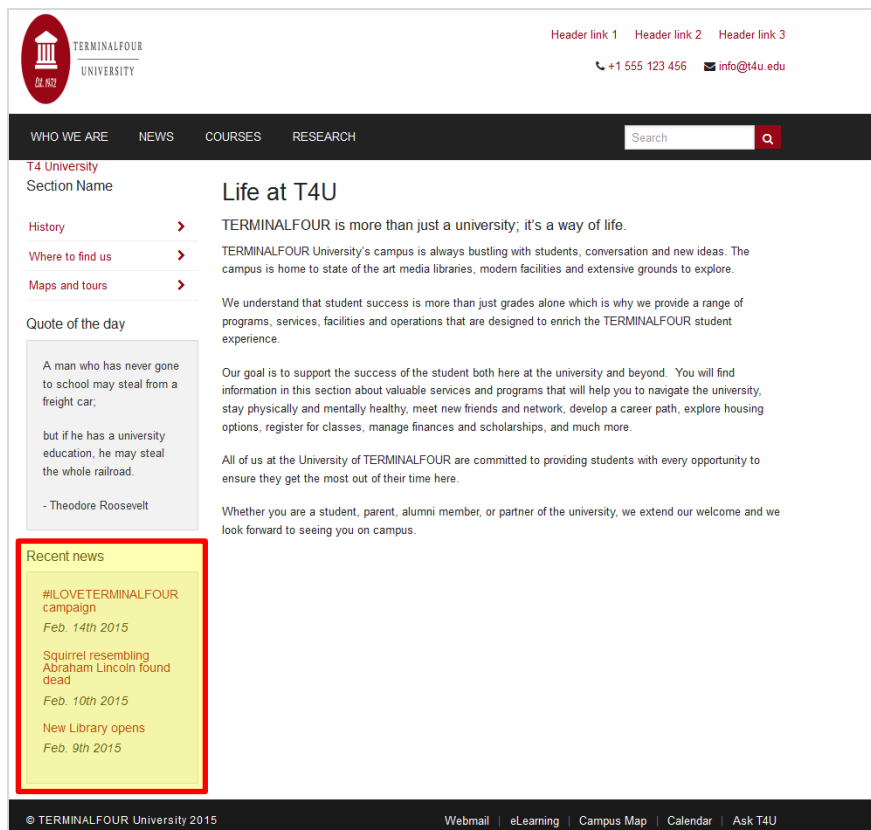 TERMINALFOUR
UNIVERSITY
Est. 1972
Header link 1 Header link 2 Header link 3
+1 555 123 456 info@t4u.edu
WHO WE ARE NEWS COURSES RESEARCH Search
T4 University
Section Name
History
Where to find us
Maps and tours
Quote of the day
A man who has never gone
to school may steal from a
freight car;
but if he has a university
education, he may steal
the whole railroad.
- Theodore Roosevelt
Recent news
#ILOVETERMINALFOUR
campaign
Feb. 14th 2015
Squirrel resembling
Abraham Lincoln found
dead
Feb. 10th 2015
New Library opens
Feb. 9th 2015
Life at T4U
TERMINALFOUR is more than just a university; it's a way of life.
TERMINALFOUR University's campus is always bustling with students, conversation and new ideas. The
campus is home to state of the art media libraries, modern facilities and extensive grounds to explore.
We understand that student success is more than just grades alone which is why we provide a range of
programs, services, facilities and operations that are designed to enrich the TERMINALFOUR student
experience.
Our goal is to support the success of the student both here at the university and beyond. You will find
information in this section about valuable services and programs that will help you to navigate the university,
stay physically and mentally healthy, meet new friends and network, develop a career path, explore housing
options, register for classes, manage finances and scholarships, and much more.
All of us at the University of TERMINALFOUR are committed to providing students with every opportunity to
ensure they get the most out of their time here.
Whether you are a student, parent, alumni member, or partner of the university, we extend our welcome and we
look forward to seeing you on campus.
© TERMINALFOUR University 2015 Webmail | eLearning | Campus Map | Calendar | Ask T4U